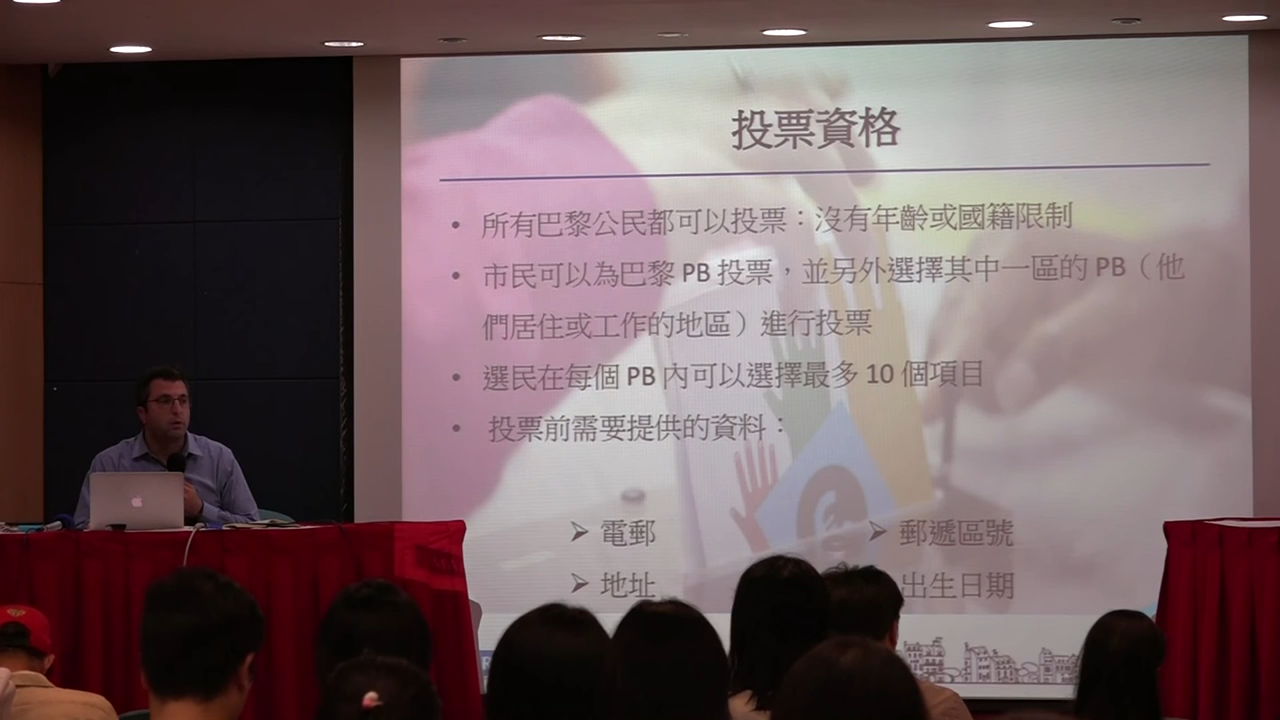 投票資格
• 所有巴黎公民都可以投票：沒有年齡或國籍限制
• 市民可以為巴黎 PB 投票，並另外選擇其中一區的 PB（他
們居住或工作的地區）進行投票
• 選民在每個 PB 內可以選擇最多 10 個項目
• 投票前需要提供的資料：
➢ 電郵
➢ 郵遞區號
➢ 地址
出生日期